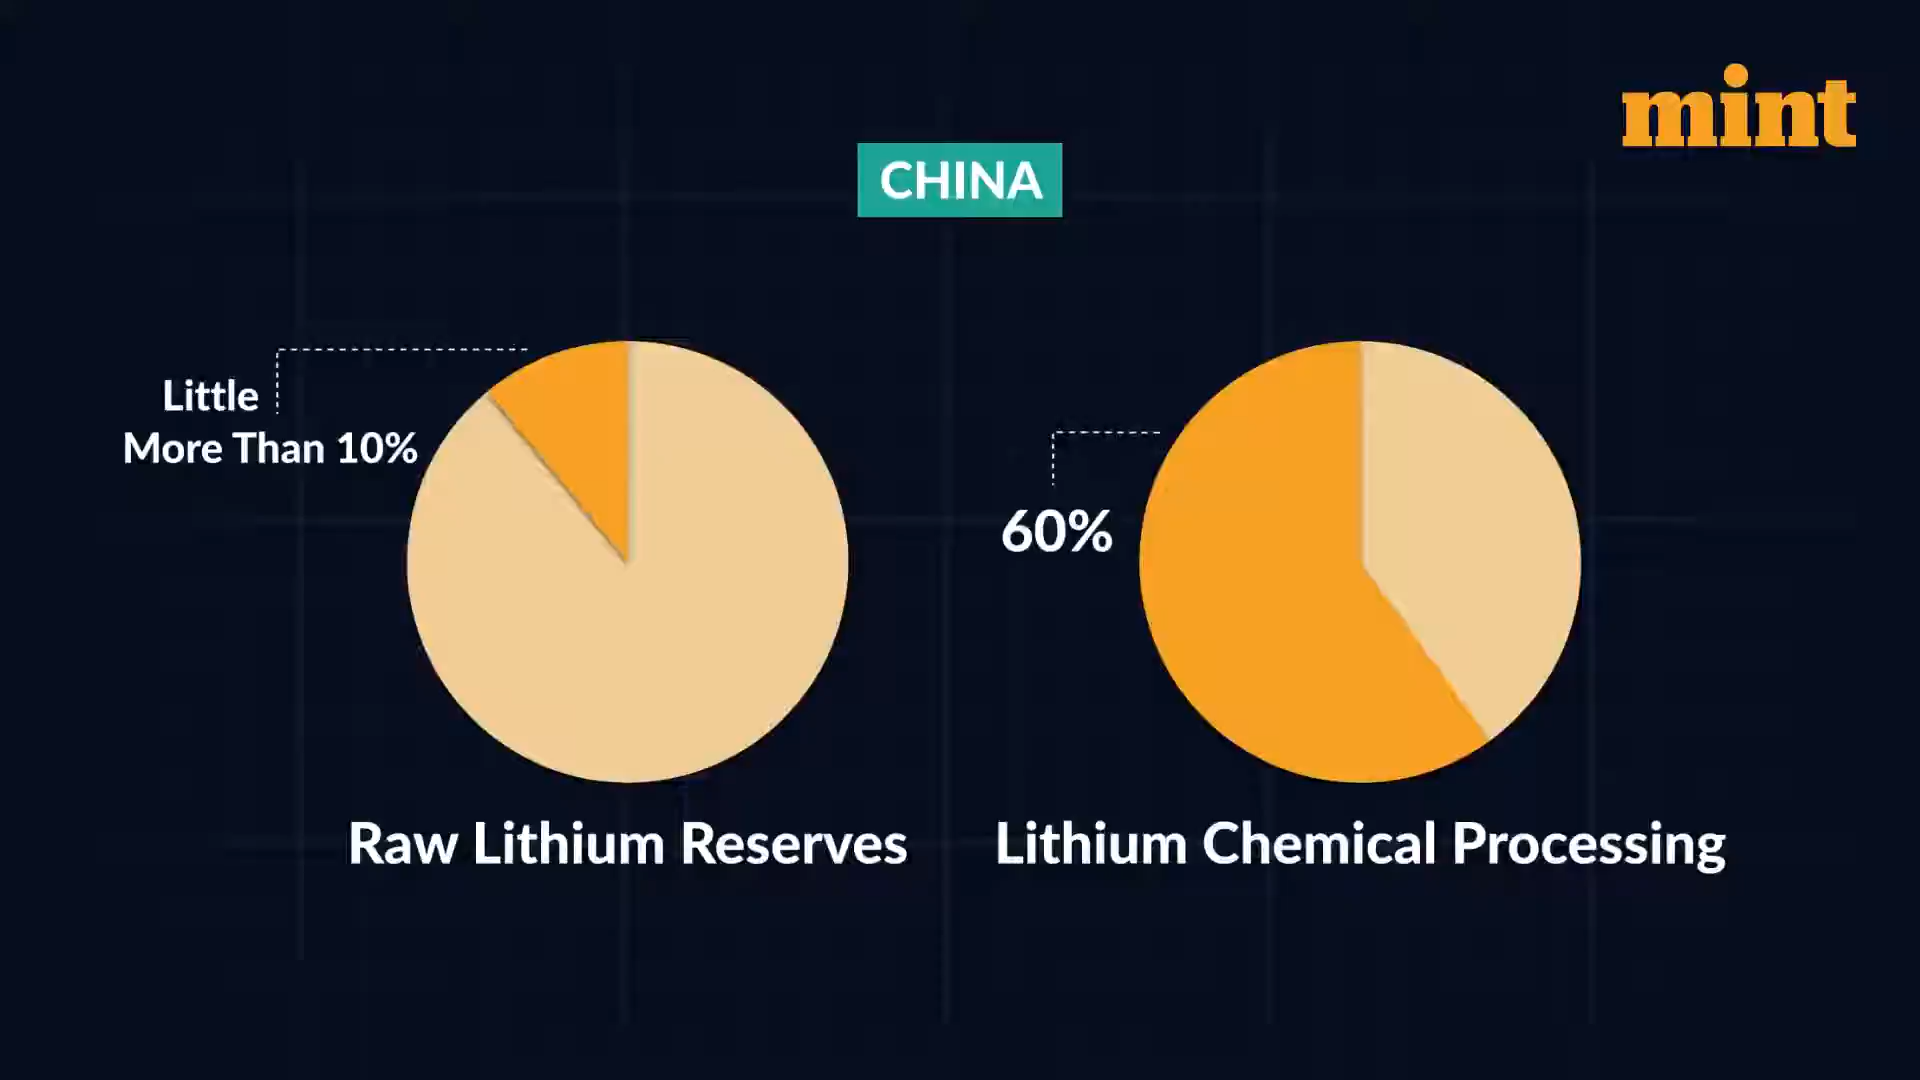 mint
CHINA
Little
More Than 10%
60%
Raw Lithium Reserves
Lithium Chemical Processing